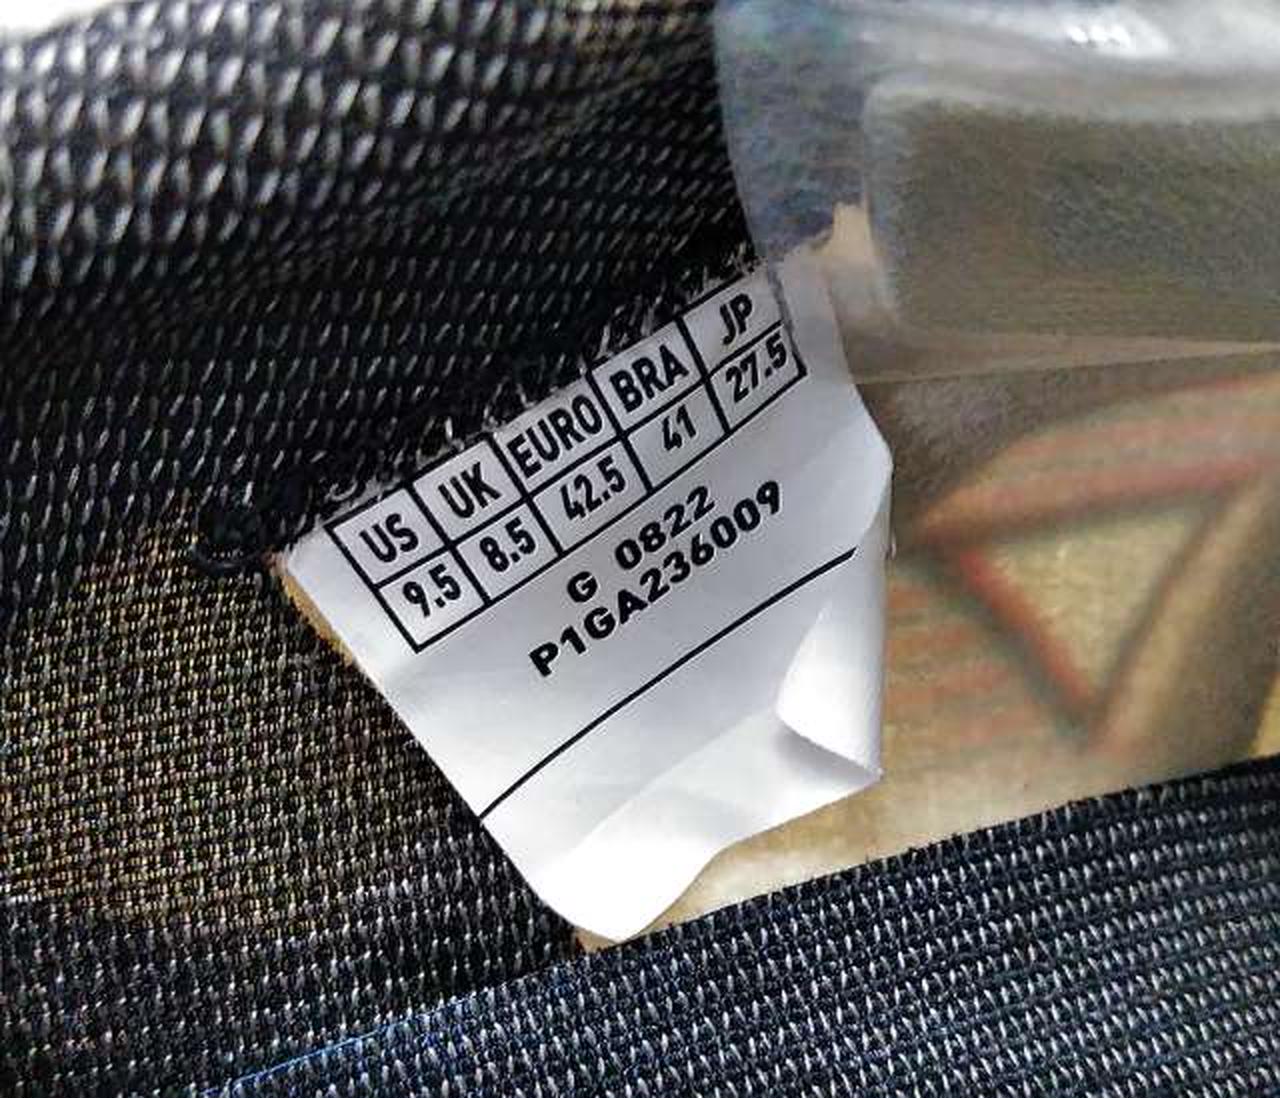 US UK EURO BRA JP
9.5 8.5 42.5 41 27.5
G 0822
P1GA236009